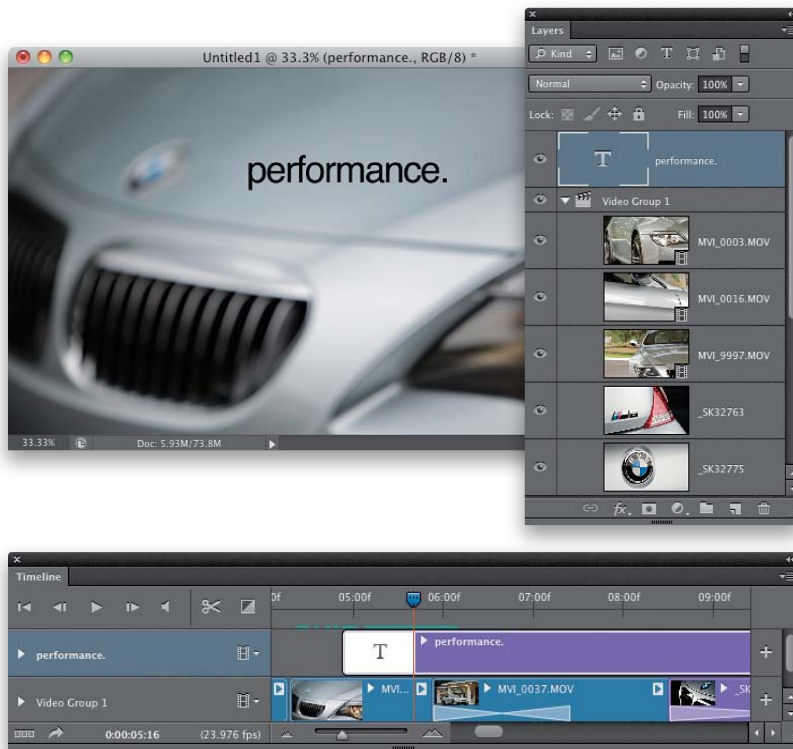 Layers
Kind
T
Normal
Opacity: 100%
Lock:
Fill: 100%
Untitled1 @ 33.3% (performance., RGB/8) *
performance.
T
performance.
Video Group 1
MVI_0003.MOV
MVI_0016.MOV
MVI_9997.MOV
_SK32763
_SK32775
33.33%
Doc: 5.93M/73.8M
fx.
Timeline
0f
05:00f
06:00f
07:00f
08:00f
09:00f
performance.
T
performance.
Video Group 1
MVI...
MVI_0037.MOV
_SK
0:00:05:16
(23.976 fps)